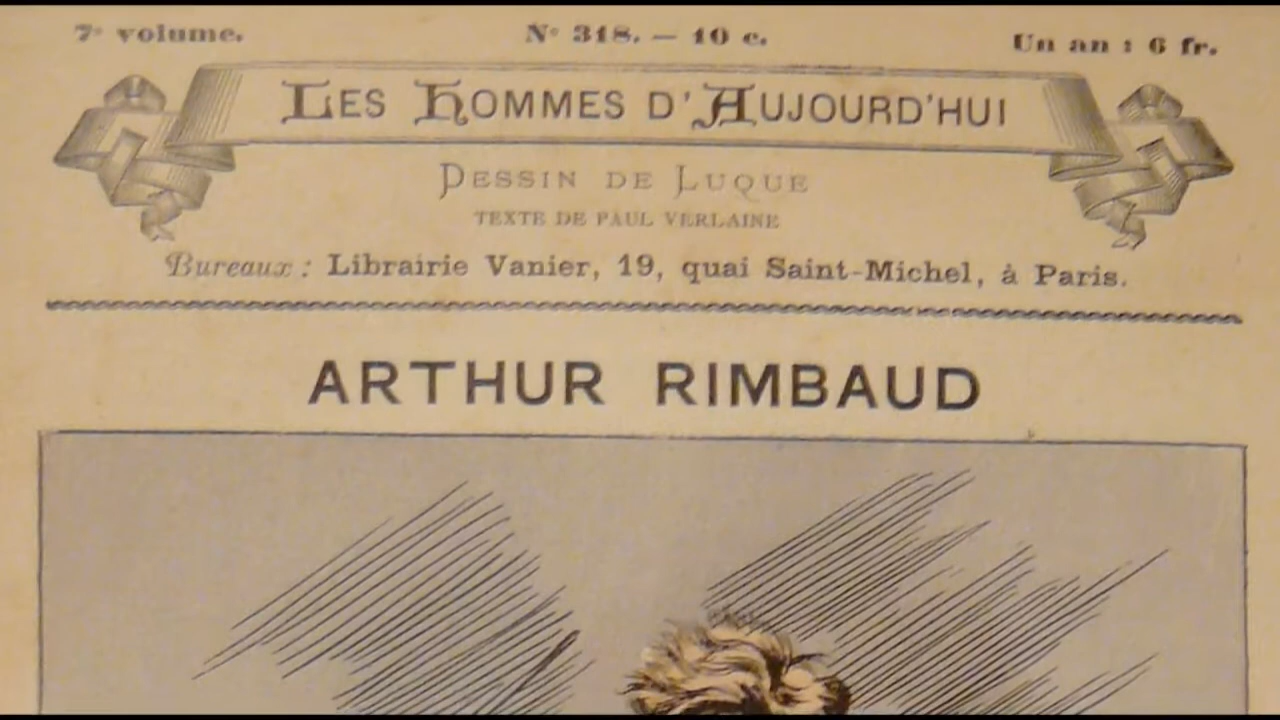 7e volume.
No 318. — 10 c.
Un an : 6 fr.
LES HOMMES D'AUJOURD'HUI
DESSIN DE LUQUE
TEXTE DE PAUL VERLAINE
Bureaux : Librairie Vanier, 19, quai Saint-Michel, à Paris.
ARTHUR RIMBAUD